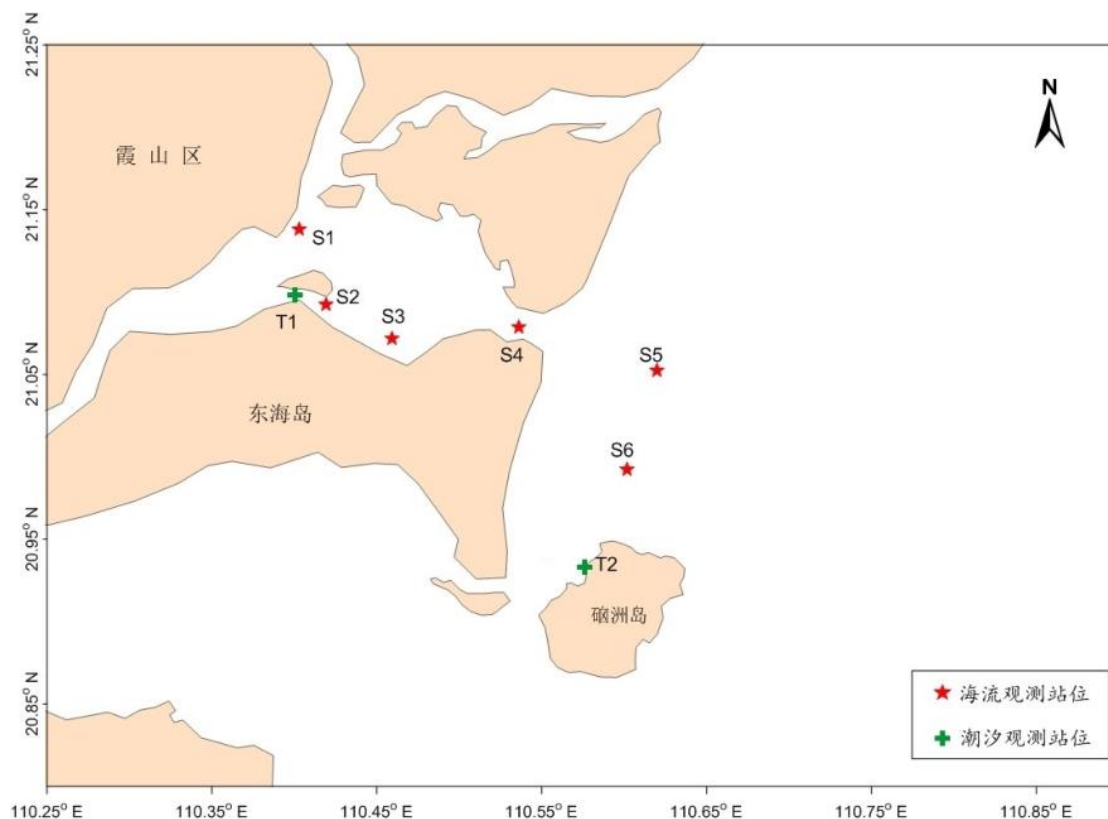 21.25° N
N
霞山区
21.15° N
S1
S2
T1
S3
S4
S5
21.05° N
东海岛
S6
20.95° N
T2
硇洲岛
20.85° N
海流观测站位
潮汐观测站位
110.25° E
110.35° E
110.45° E
110.55° E
110.65° E
110.75° E
110.85° E